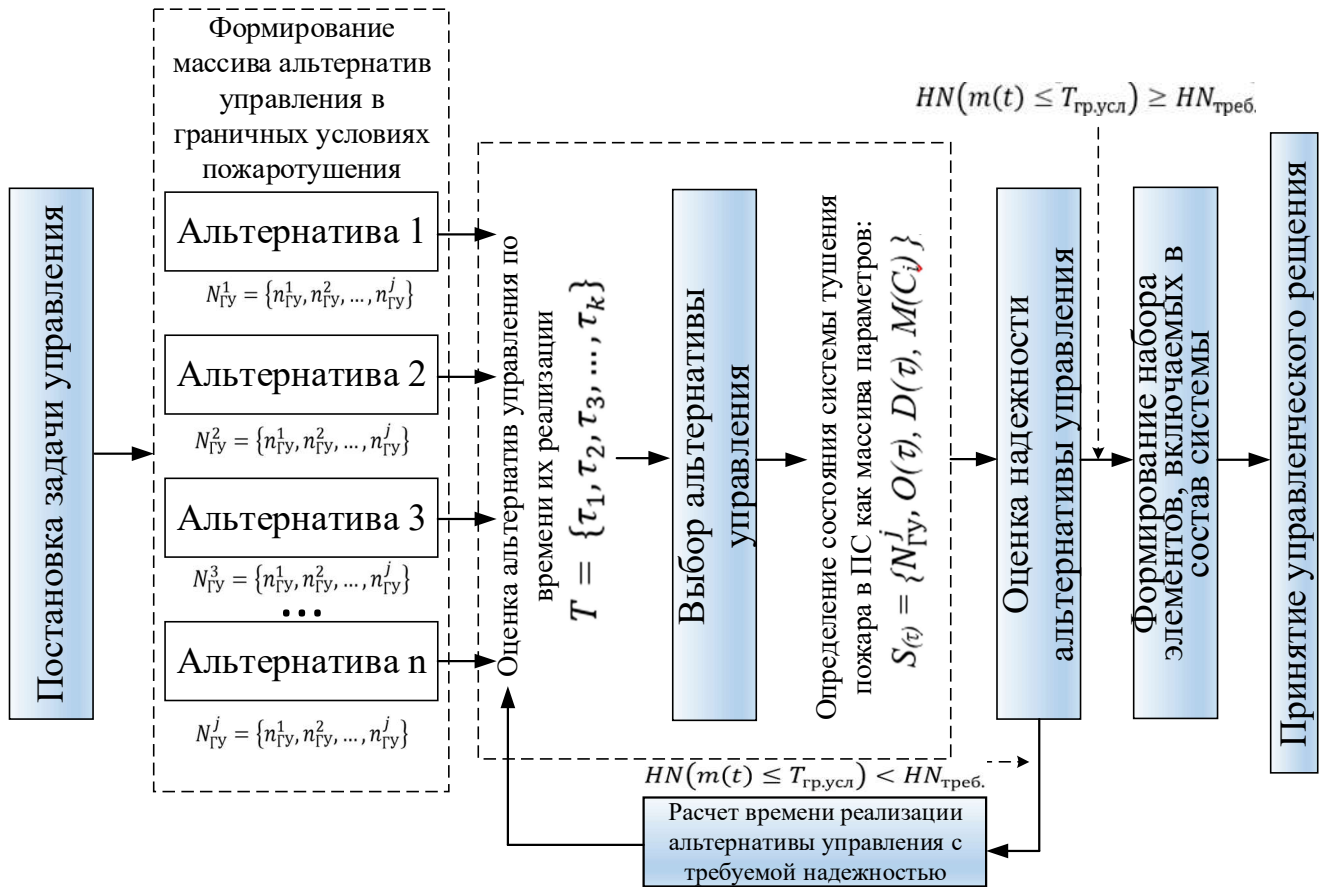 Постановка задачи управления
Формирование
массива альтернатив
управления в
граничных условиях
пожаротушения
Альтернатива 1
N¹ГУ = {n¹ГУ, n²ГУ, …, nʲГУ}
Альтернатива 2
N²ГУ = {n¹ГУ, n²ГУ, …, nʲГУ}
Альтернатива 3
N³ГУ = {n¹ГУ, n²ГУ, …, nʲГУ}
...
Альтернатива n
NʲГУ = {n¹ГУ, n²ГУ, …, nʲГУ}
Оценка альтернатив управления по
времени их реализации
T = {τ₁, τ₂, τ₃, …, τₖ}
Выбор альтернативы
управления
Определение состояния системы тушения
пожара в ПС как массива параметров:
S(τ) = {NʲГУ, O(τ), D(τ), M(Cᵢ)}
Оценка надежности
альтернативы управления
HN(m(t) ≤ Tгр.усл) ≥ HNтреб.
Формирование набора
элементов, включаемых в
состав системы
Принятие управленческого рещения
HN(m(t) ≤ Tгр.усл) < HNтреб.
Расчет времени реализации
альтернативы управления с
требуемой надежностью